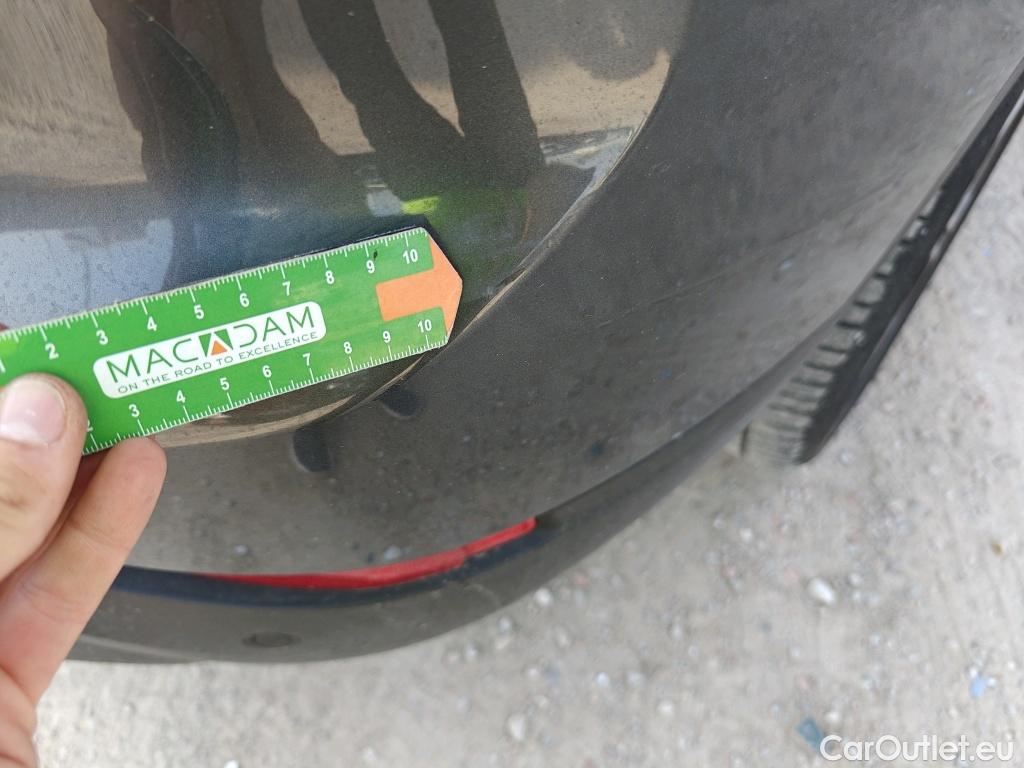 2 3 4 5 6 7 8 9 10
MACADAM
ON THE ROAD TO EXCELLENCE
3 4 5 6 7 8 9 10
CarOutlet.eu